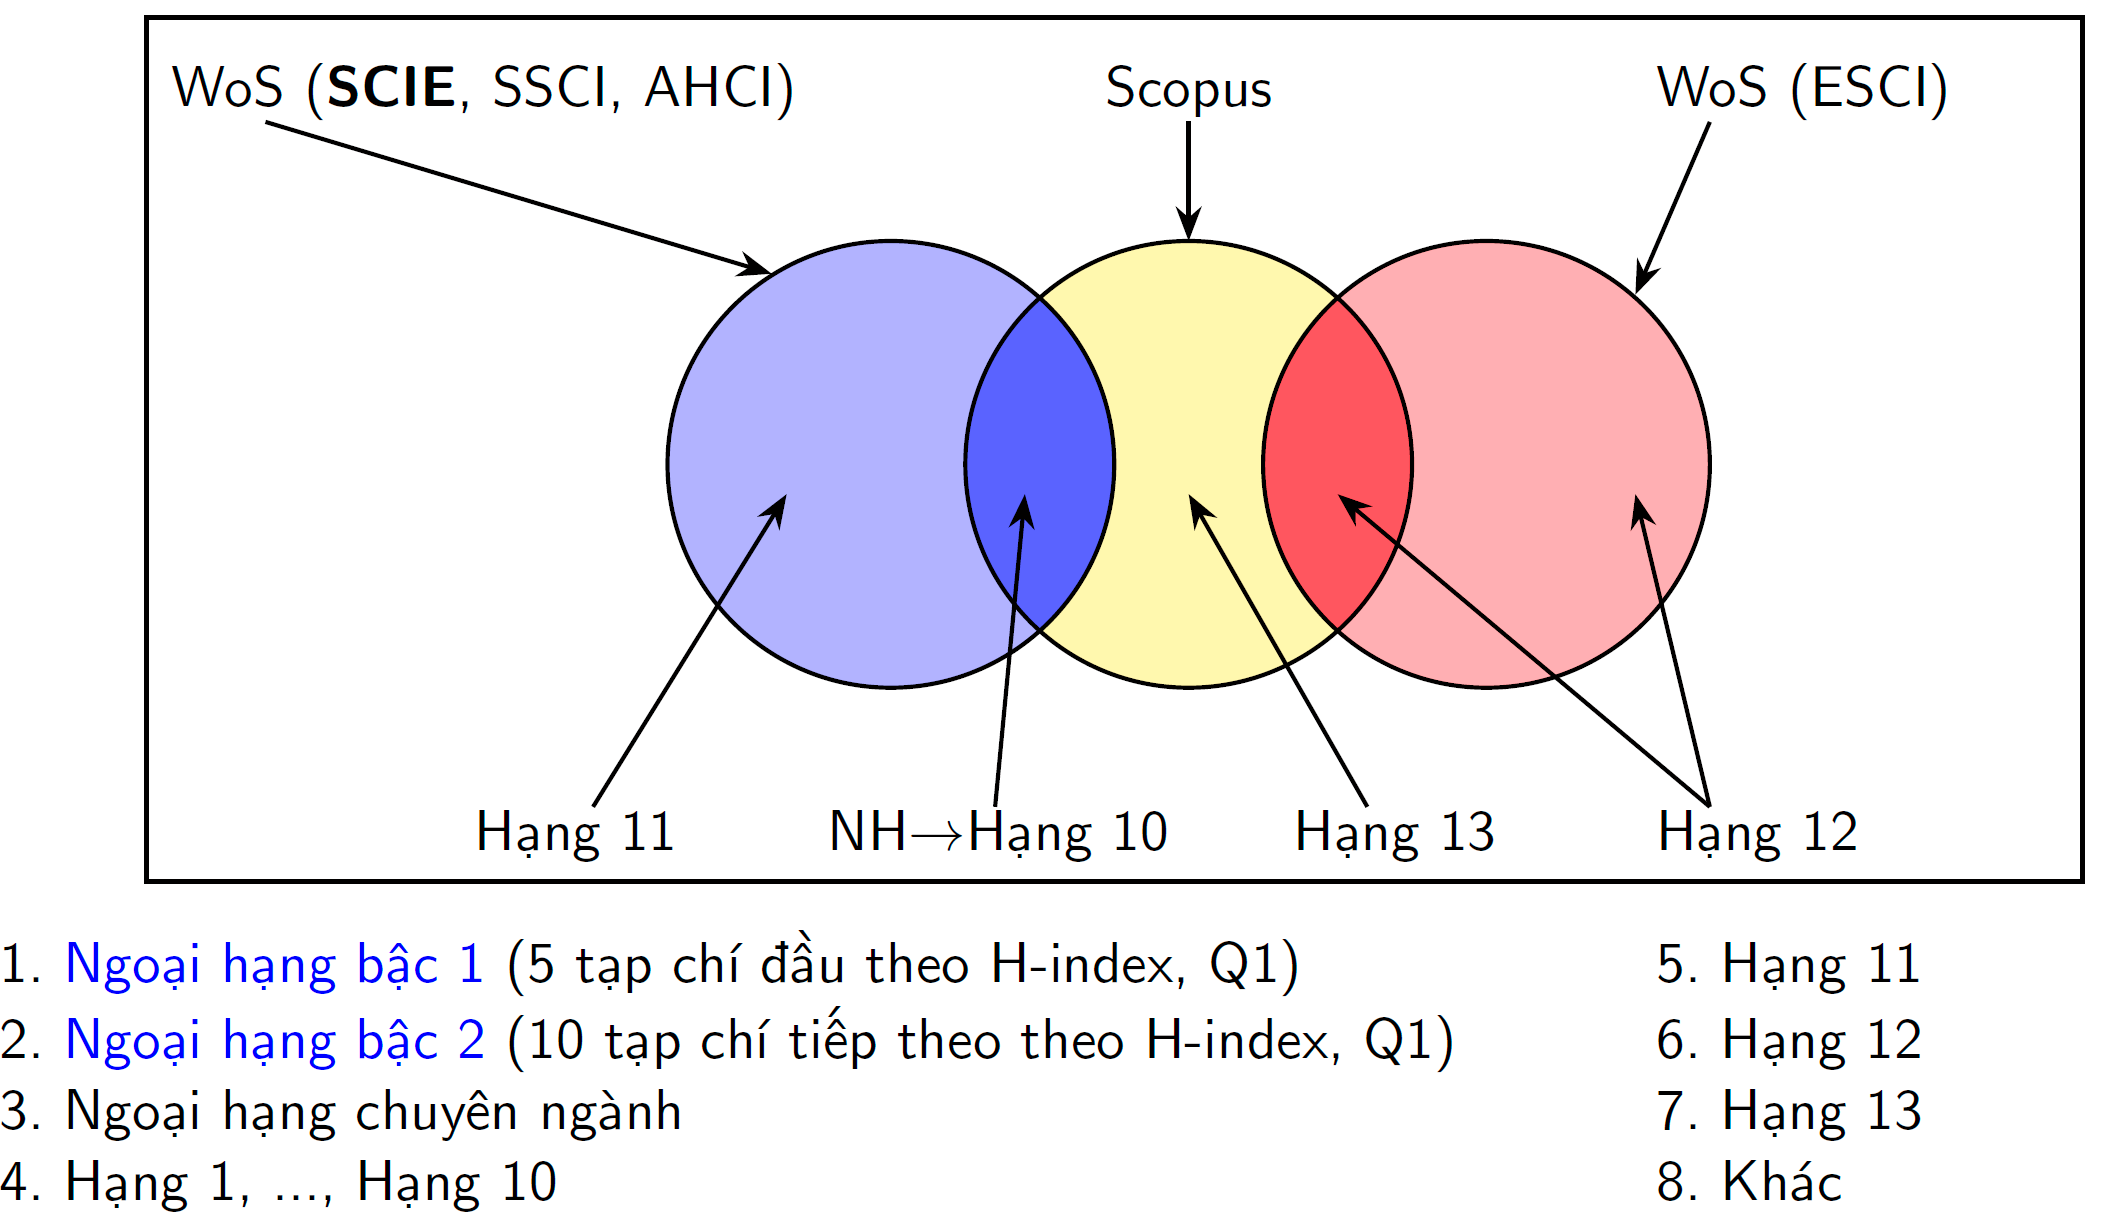 WoS (SCIE, SSCI, AHCI)
Scopus
WoS (ESCI)
Hạng 11
NH→Hạng 10
Hạng 13
Hạng 12
1. Ngoại hạng bậc 1 (5 tạp chí đầu theo H-index, Q1)
2. Ngoại hạng bậc 2 (10 tạp chí tiếp theo theo H-index, Q1)
3. Ngoại hạng chuyên ngành
4. Hạng 1, ..., Hạng 10
5. Hạng 11
6. Hạng 12
7. Hạng 13
8. Khác